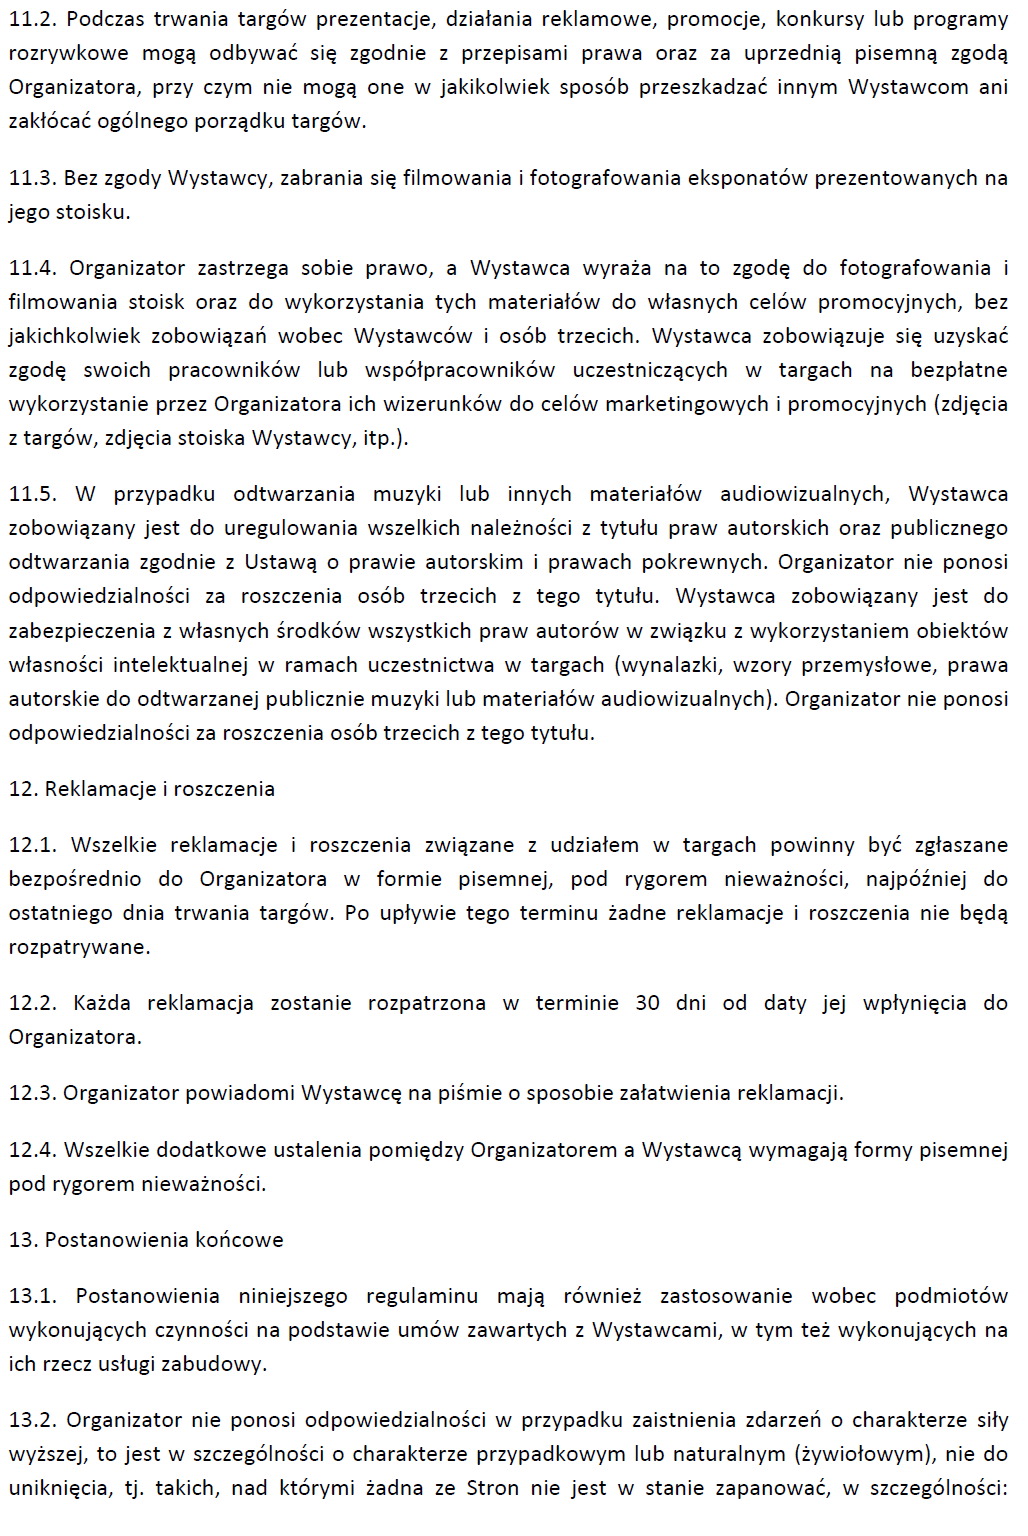 11.2. Podczas trwania targów prezentacje, działania reklamowe, promocje, konkursy lub programy
rozrywkowe mogą odbywać się zgodnie z przepisami prawa oraz za uprzednią pisemną zgodą
Organizatora, przy czym nie mogą one w jakikolwiek sposób przeszkadzać innym Wystawcom ani
zakłócać ogólnego porządku targów.
11.3. Bez zgody Wystawcy, zabrania się filmowania i fotografowania eksponatów prezentowanych na
jego stoisku.
11.4. Organizator zastrzega sobie prawo, a Wystawca wyraża na to zgodę do fotografowania i
filmowania stoisk oraz do wykorzystania tych materiałów do własnych celów promocyjnych, bez
jakichkolwiek zobowiązań wobec Wystawców i osób trzecich. Wystawca zobowiązuje się uzyskać
zgodę swoich pracowników lub współpracowników uczestniczących w targach na bezpłatne
wykorzystanie przez Organizatora ich wizerunków do celów marketingowych i promocyjnych (zdjęcia
z targów, zdjęcia stoiska Wystawcy, itp.).
11.5. W przypadku odtwarzania muzyki lub innych materiałów audiowizualnych, Wystawca
zobowiązany jest do uregulowania wszelkich należności z tytułu praw autorskich oraz publicznego
odtwarzania zgodnie z Ustawą o prawie autorskim i prawach pokrewnych. Organizator nie ponosi
odpowiedzialności za roszczenia osób trzecich z tego tytułu. Wystawca zobowiązany jest do
zabezpieczenia z własnych środków wszystkich praw autorów w związku z wykorzystaniem obiektów
własności intelektualnej w ramach uczestnictwa w targach (wynalazki, wzory przemysłowe, prawa
autorskie do odtwarzanej publicznie muzyki lub materiałów audiowizualnych). Organizator nie ponosi
odpowiedzialności za roszczenia osób trzecich z tego tytułu.
12. Reklamacje i roszczenia
12.1. Wszelkie reklamacje i roszczenia związane z udziałem w targach powinny być zgłaszane
bezpośrednio do Organizatora w formie pisemnej, pod rygorem nieważności, najpóźniej do
ostatniego dnia trwania targów. Po upływie tego terminu żadne reklamacje i roszczenia nie będą
rozpatrywane.
12.2. Każda reklamacja zostanie rozpatrzona w terminie 30 dni od daty jej wpłynięcia do
Organizatora.
12.3. Organizator powiadomi Wystawcę na piśmie o sposobie załatwienia reklamacji.
12.4. Wszelkie dodatkowe ustalenia pomiędzy Organizatorem a Wystawcą wymagają formy pisemnej
pod rygorem nieważności.
13. Postanowienia końcowe
13.1. Postanowienia niniejszego regulaminu mają również zastosowanie wobec podmiotów
wykonujących czynności na podstawie umów zawartych z Wystawcami, w tym też wykonujących na
ich rzecz usługi zabudowy.
13.2. Organizator nie ponosi odpowiedzialności w przypadku zaistnienia zdarzeń o charakterze siły
wyższej, to jest w szczególności o charakterze przypadkowym lub naturalnym (żywiołowym), nie do
uniknięcia, tj. takich, nad którymi żadna ze Stron nie jest w stanie zapanować, w szczególności: